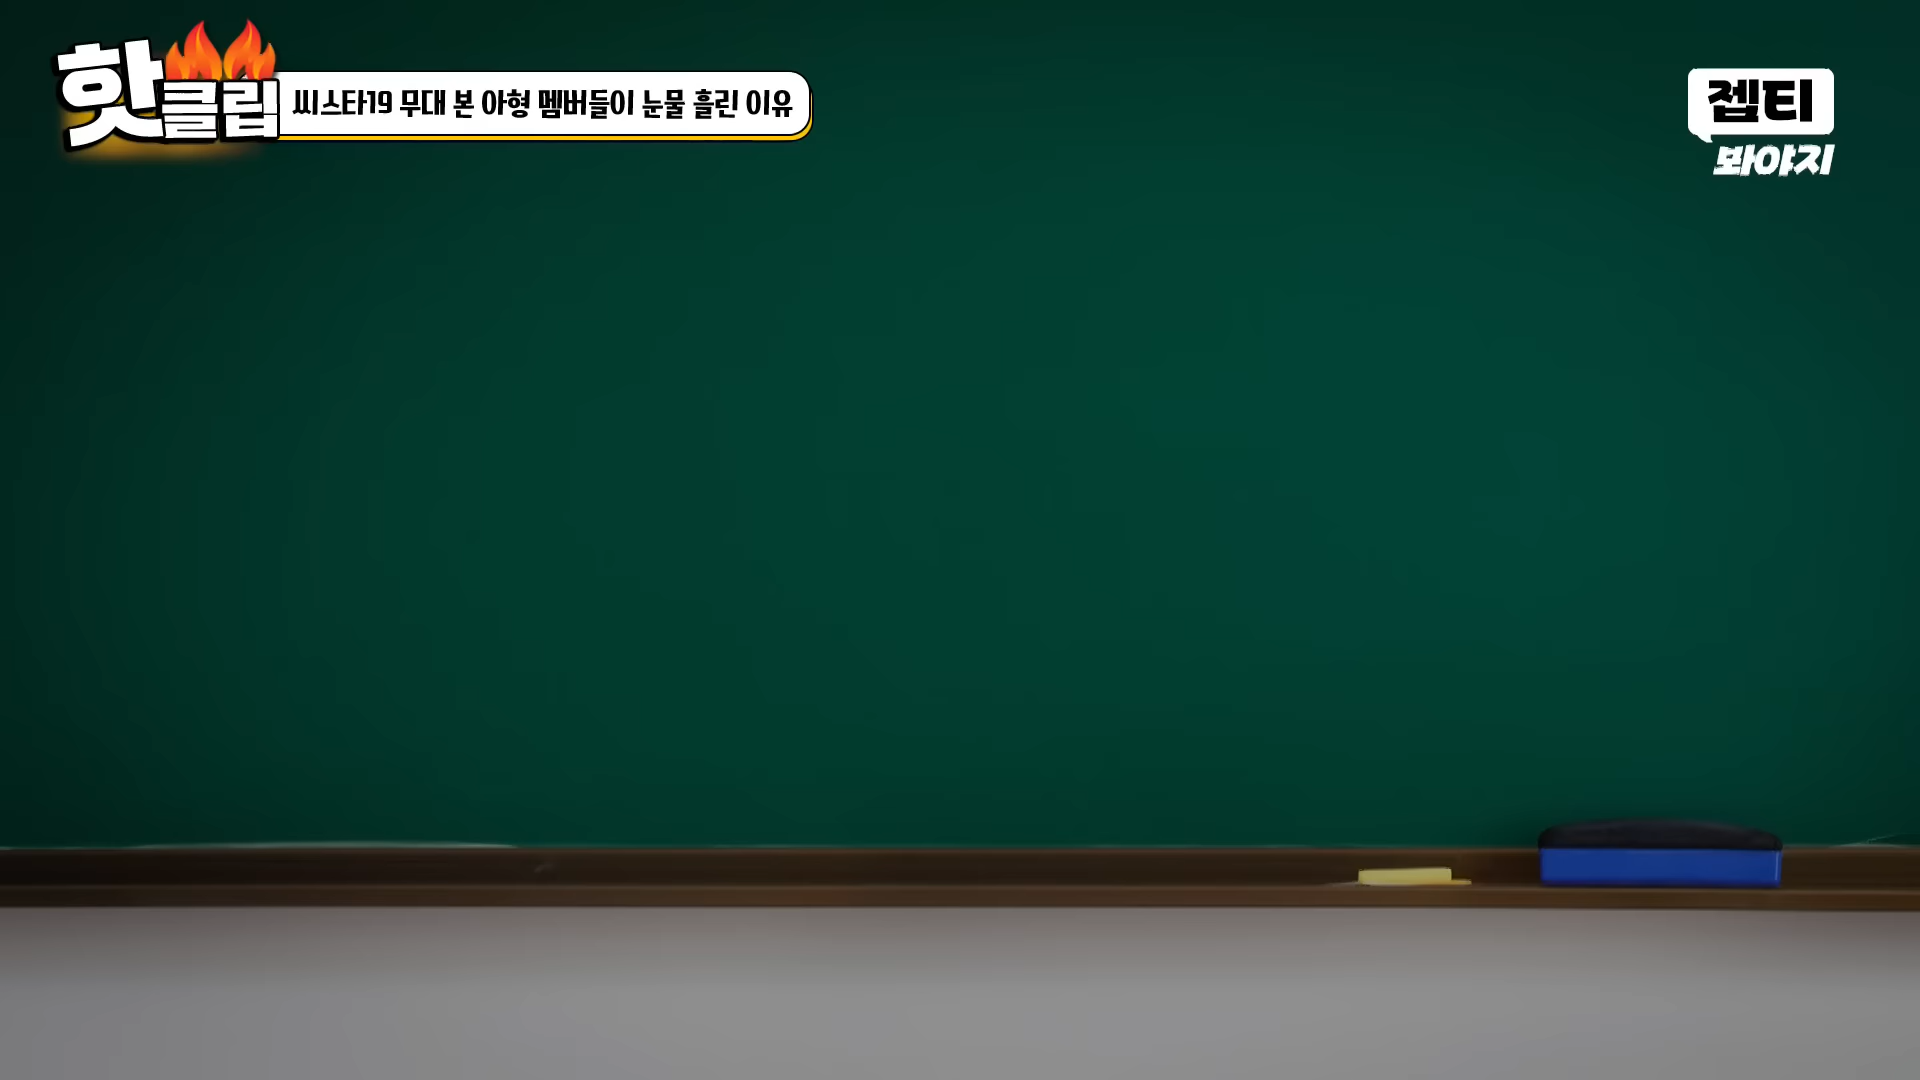 핫클립
씨스타19 무대 본 아형 멤버들이 눈물 흘린 이유
젭티
봐야지